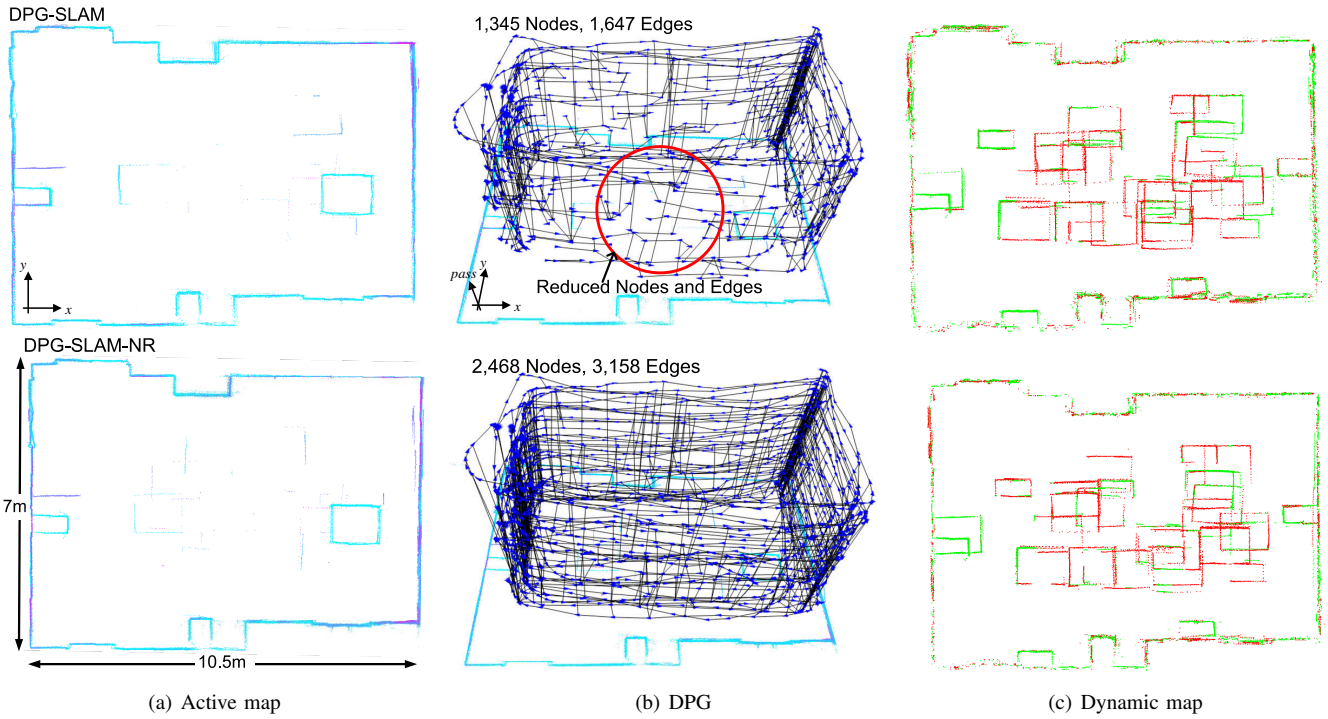 DPG-SLAM
1,345 Nodes, 1,647 Edges
y
x
pass
y
x
Reduced Nodes and Edges
DPG-SLAM-NR
2,468 Nodes, 3,158 Edges
7m
10.5m
(a) Active map
(b) DPG
(c) Dynamic map